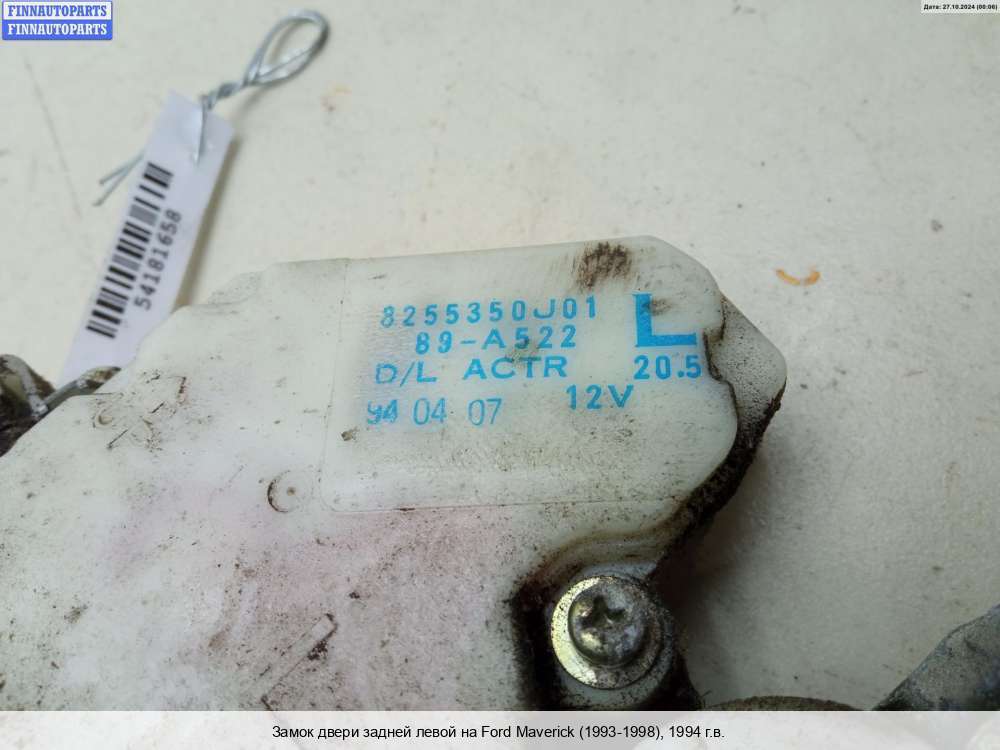 FINNAUTOPARTS
FINNAUTOPARTS
Дата: 27.10.2024 (00:06)
54181658
8255350J01
L
89-A522
D/L ACTR
20.5
94 04 07
12V
Замок двери задней левой на Ford Maverick (1993-1998), 1994 г.в.